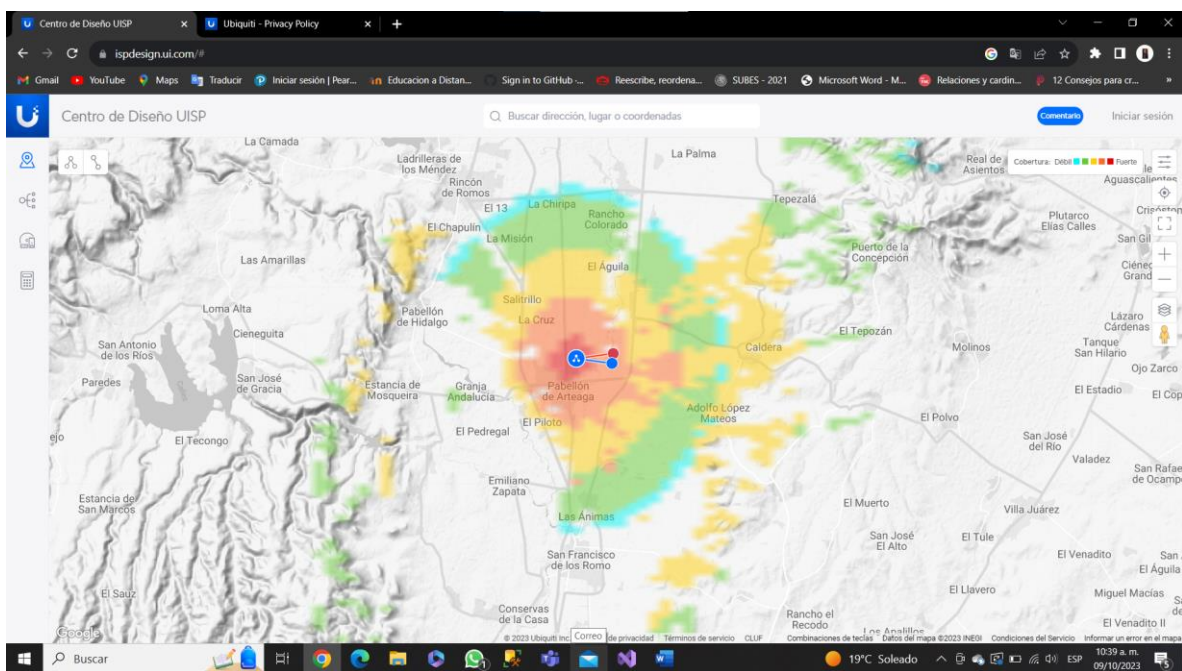 Centro de Diseño UISP
Ubiquiti - Privacy Policy
ispdesign.ui.com/#
Gmail
YouTube
Maps
Traducir
Iniciar sesión | Pear...
Educacion a Distan...
Sign in to GitHub ·...
Reescribe, reordena...
SUBES - 2021
Microsoft Word - M...
Relaciones y cardin...
12 Consejos para cr...
»
Centro de Diseño UISP
Buscar dirección, lugar o coordenadas
Comentario
Iniciar sesión
Cobertura: Débil
Fuerte
La Camada
Ladrilleras de
los Méndez
La Palma
Real de
Asientos
Aguascalientes
Rincón
de Romos
El 13
La Chiripa
Rancho
Colorado
Tepezalá
Plutarco
Elías Calles
El Chapulín
La Misión
Puerto de la
Concepción
San Gil
Las Amarillas
El Águila
Salitrillo
Loma Alta
Pabellón
de Hidalgo
La Cruz
Lázaro
Cárdenas
Cieneguita
El Tepozán
San Antonio
de los Ríos
Caldera
Molinos
Tanque
San Hilario
Ojo Zarco
Paredes
San José
de Gracia
Estancia de
Mosqueira
Granja
Andalucía
Pabellón
de Arteaga
El Estadio
Adolfo López
Mateos
El Piloto
El Polvo
El Pedregal
El Tecongo
San José
del Río
Valadez
San Rafae
de Ocamp
Emiliano
Zapata
Estancia de
San Marcos
El Muerto
Villa Juárez
Las Ánimas
San José
El Alto
El Tule
San Francisco
de los Romo
El Venadito
San
El Águila
El Sauz
El Llavero
Miguel Macías
Conservas
de la Casa
Rancho el
Recodo
Los Analillos
El Venadito II
Google
© 2023 Ubiquiti Inc.
Correo
de privacidad
Términos de servicio
CLUF
Combinaciones de teclas
Datos del mapa ©2023 INEGI
Condiciones del Servicio
Informar un error en el mapa
Buscar
19°C Soleado
ESP
10:39 a. m.
09/10/2023